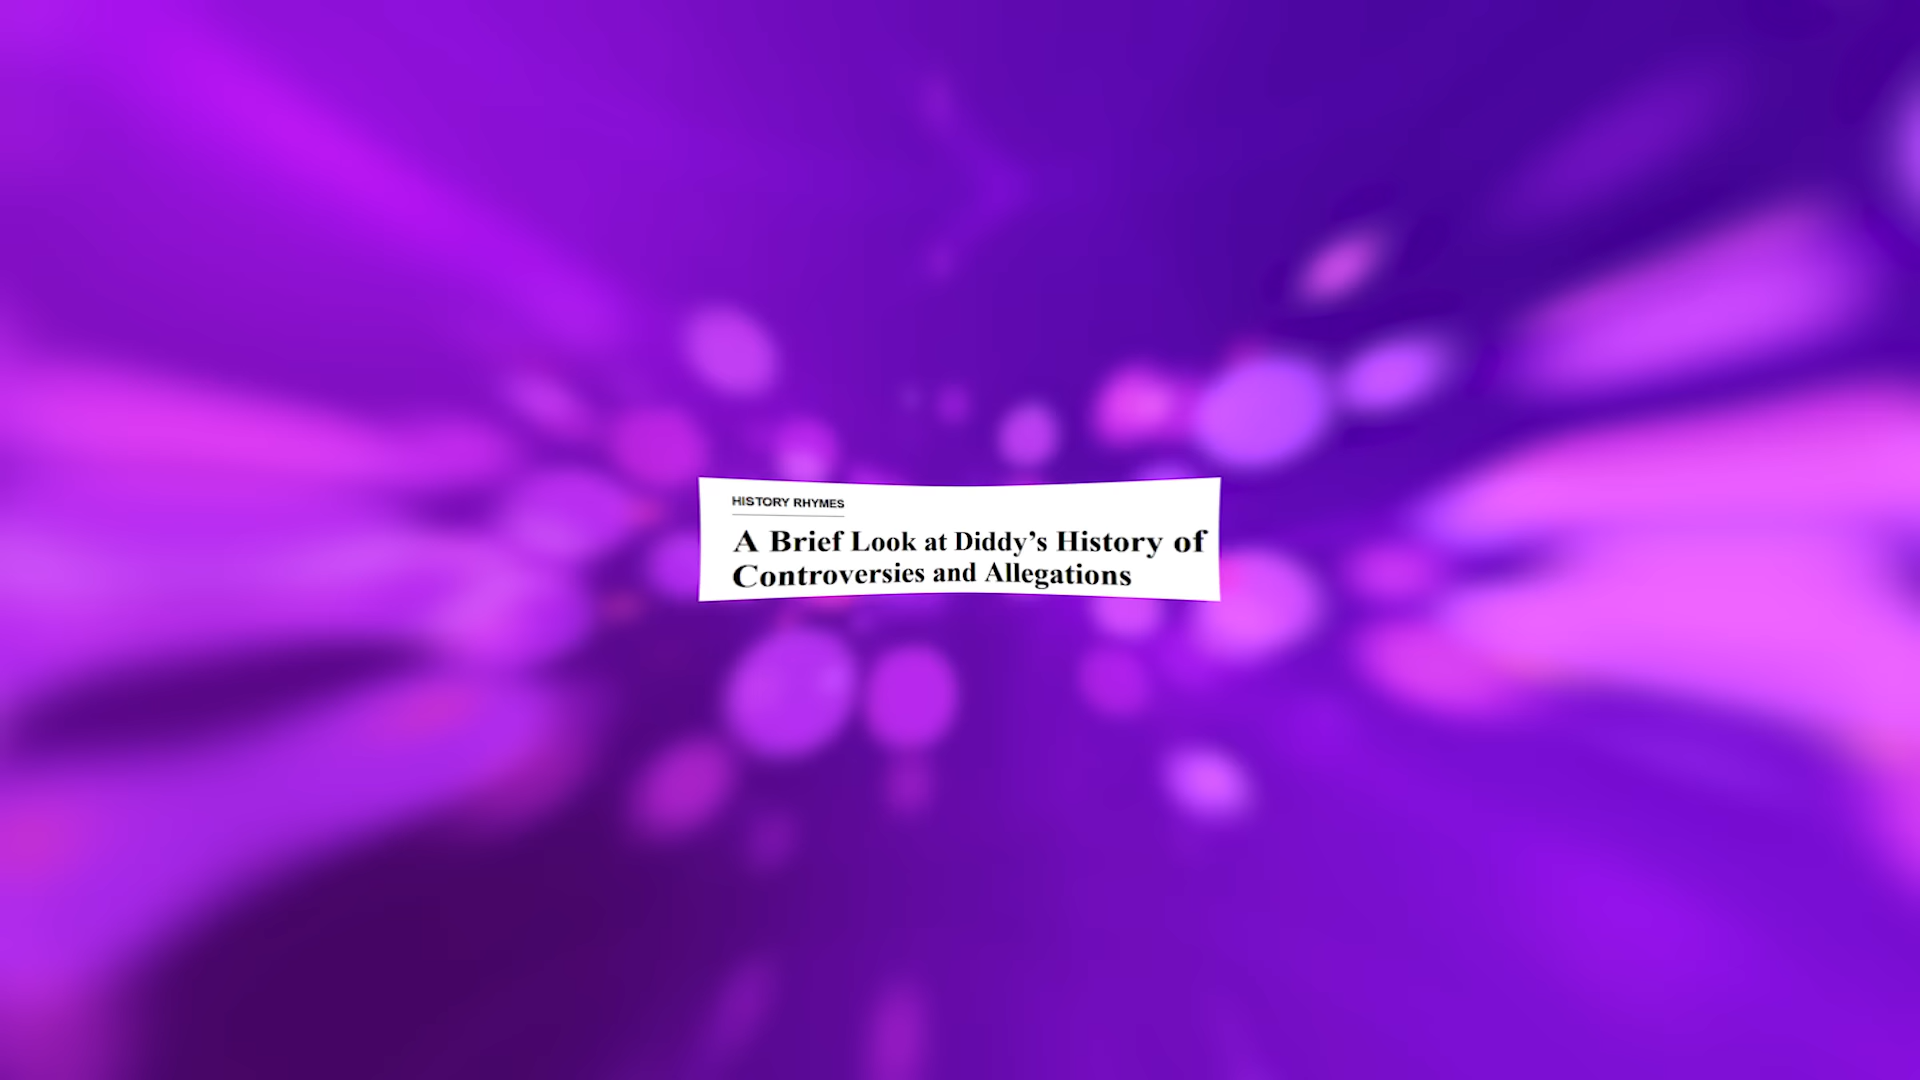 HISTORY RHYMES
A Brief Look at Diddy’s History of
Controversies and Allegations